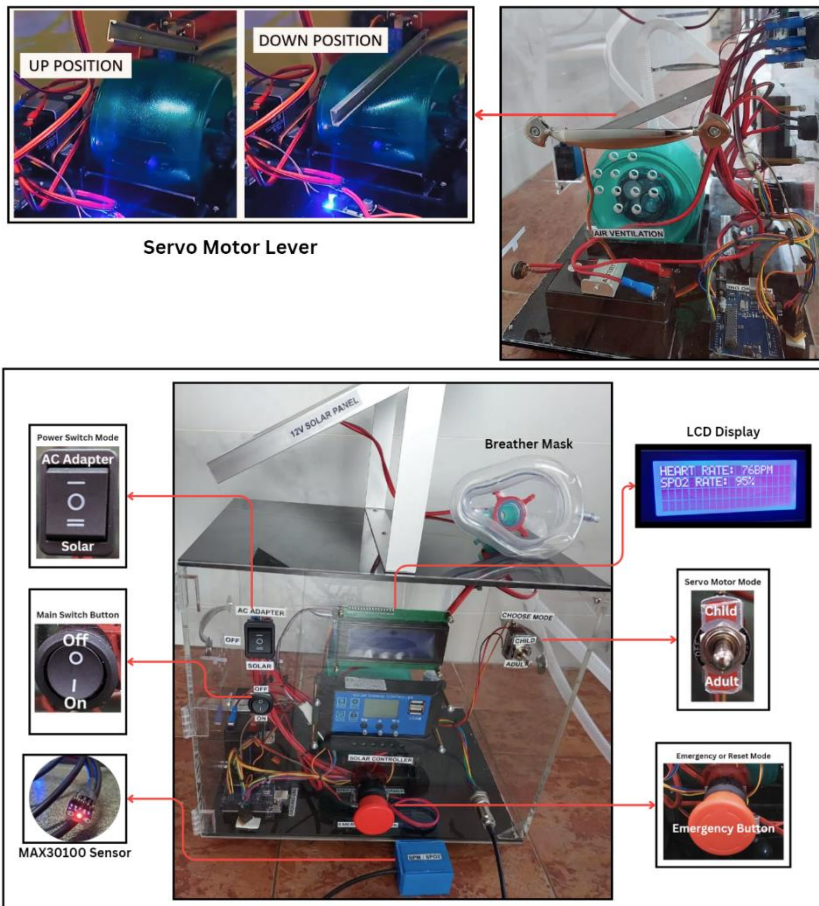 UP POSITION
DOWN POSITION
Servo Motor Lever
AIR VENTILATION
Power Switch Mode
AC Adapter
Solar
Main Switch Button
Off
On
MAX30100 Sensor
12V SOLAR PANEL
Breather Mask
AC ADAPTER
OFF
SOLAR
OFF
ON
CHOOSE MODE
CHILD
ADULT
SOLAR CONTROLLER
BPM / SPO2
LCD Display
HEART RATE: 76BPM
SPO2 RATE: 95%
Servo Motor Mode
Child
Adult
Emergency or Reset Mode
Emergency Button